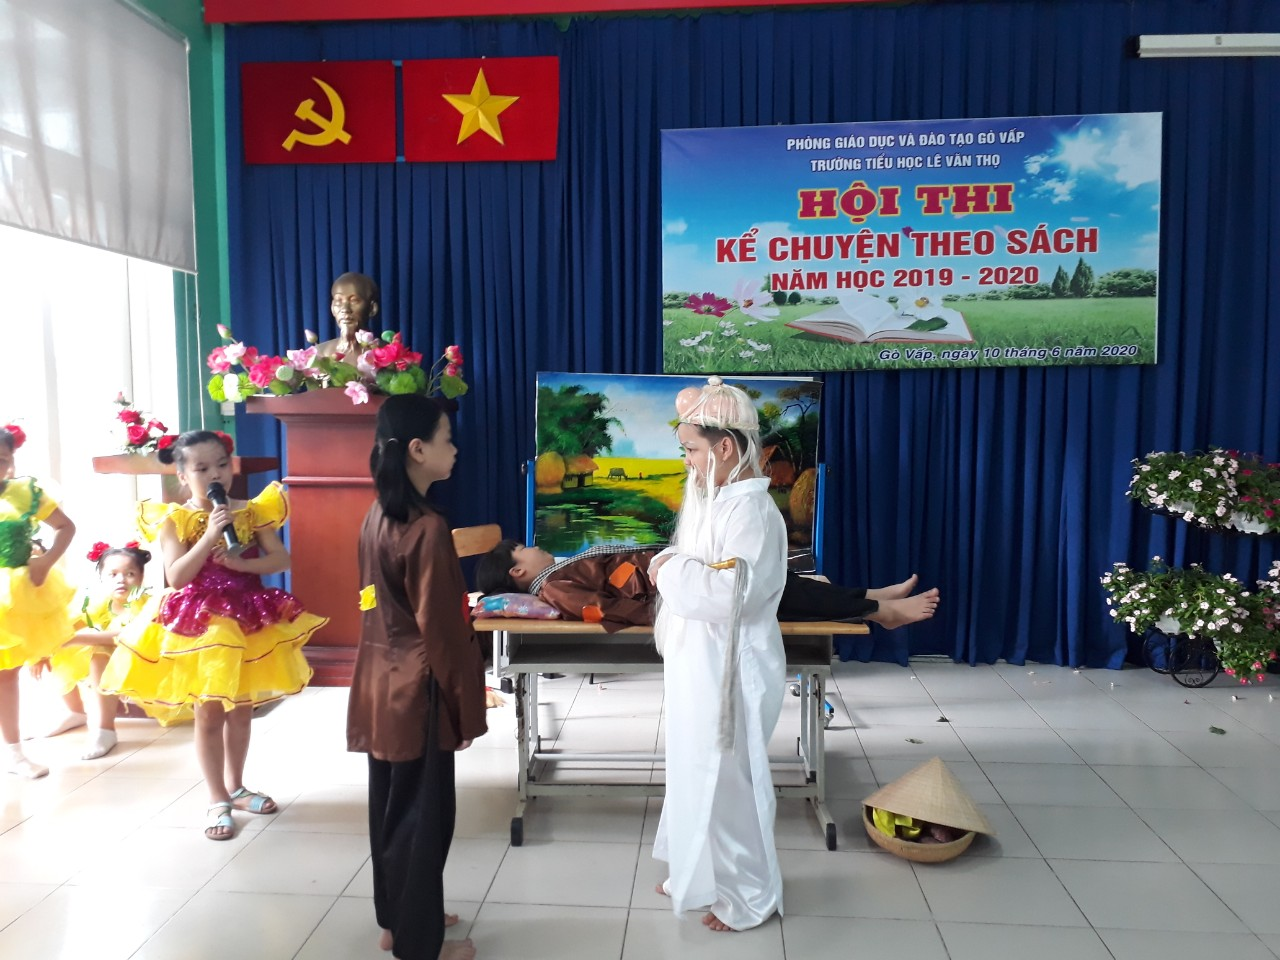 PHÒNG GIÁO DỤC VÀ ĐÀO TẠO GÒ VẤP
TRƯỜNG TIỂU HỌC LÊ VĂN THỌ
HỘI THI
KỂ CHUYỆN THEO SÁCH
NĂM HỌC 2019 - 2020
Gò Vấp, ngày 10 tháng 6 năm 2020